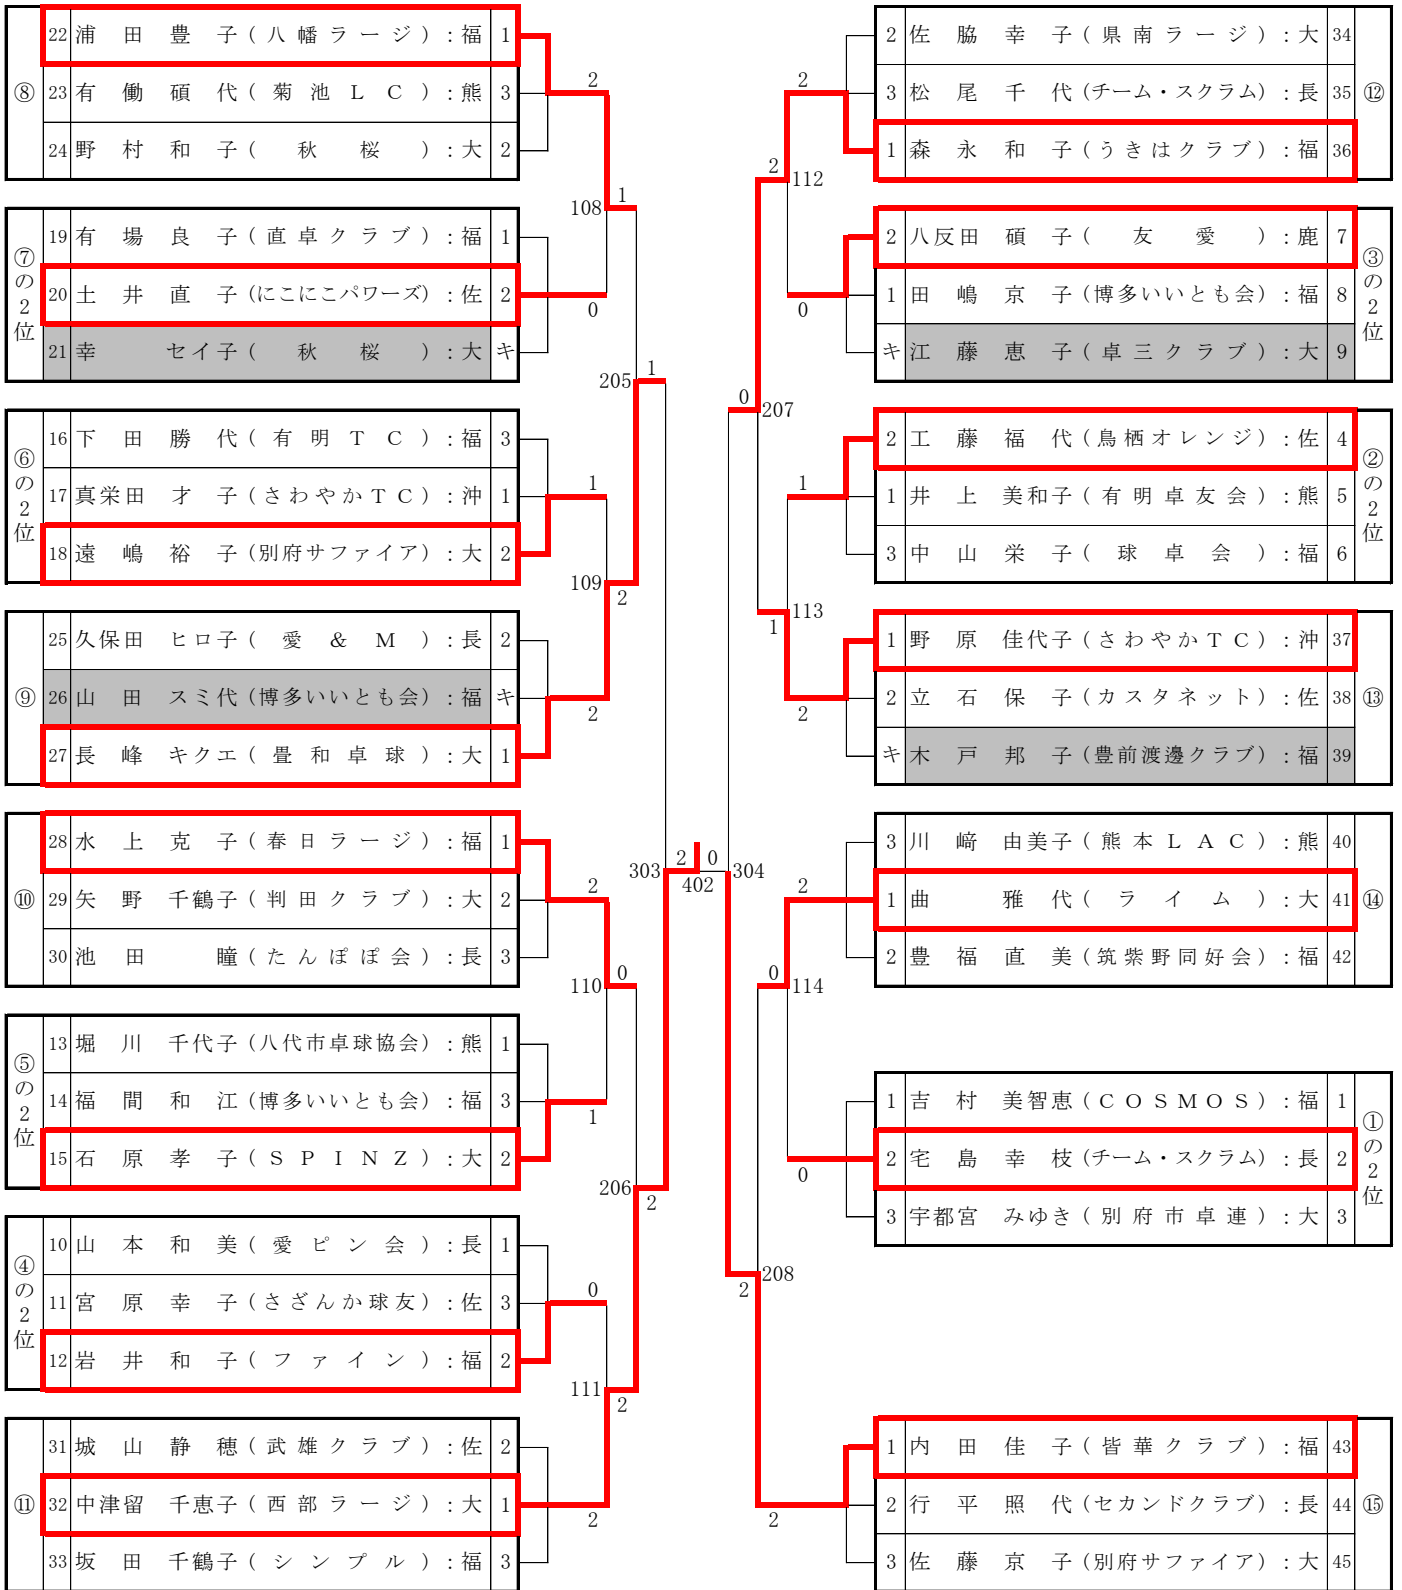 ⑧
22 浦田豊子(八幡ラージ):福 1
23 有働碩代(菊池LC):熊 3
24 野村和子(秋桜):大 2
⑦の2位
19 有場良子(直卓クラブ):福 1
20 土井直子(にこにこパワーズ):佐 2
21 幸セイ子(秋桜):大 キ
⑥の2位
16 下田勝代(有明TC):福 3
17 真栄田才子(さわやかTC):沖 1
18 遠嶋裕子(別府サファイア):大 2
⑨
25 久保田ヒロ子(愛&M):長 2
26 山田スミ代(博多いいとも会):福 キ
27 長峰キクエ(畳和卓球):大 1
⑩
28 水上克子(春日ラージ):福 1
29 矢野千鶴子(判田クラブ):大 2
30 池田瞳(たんぽぽ会):長 3
⑤の2位
13 堀川千代子(八代市卓球協会):熊 1
14 福間和江(博多いいとも会):福 3
15 石原孝子(SPINZ):大 2
④の2位
10 山本和美(愛ピン会):長 1
11 宮原幸子(さざんか球友):佐 3
12 岩井和子(ファイン):福 2
⑪
31 城山静穂(武雄クラブ):佐 2
32 中津留千恵子(西部ラージ):大 1
33 坂田千鶴子(シンプル):福 3
2
108
1
0
205
1
1
109
2
2
2
110
0
1
206
2
0
111
2
2
303
2
0
402
304
2
2
112
0
0
207
1
113
1
2
2
0
114
0
208
2
2
2 佐脇幸子(県南ラージ):大 34
3 松尾千代(チーム・スクラム):長 35
1 森永和子(うきはクラブ):福 36
⑫
2 八反田碩子(友愛):鹿 7
1 田嶋京子(博多いいとも会):福 8
キ 江藤恵子(卓三クラブ):大 9
③の2位
2 工藤福代(鳥栖オレンジ):佐 4
1 井上美和子(有明卓友会):熊 5
3 中山栄子(球卓会):福 6
②の2位
1 野原佳代子(さわやかTC):沖 37
2 立石保子(カスタネット):佐 38
キ 木戸邦子(豊前渡邊クラブ):福 39
⑬
3 川﨑由美子(熊本LAC):熊 40
1 曲雅代(ライム):大 41
2 豊福直美(筑紫野同好会):福 42
⑭
1 吉村美智恵(COSMOS):福 1
2 宅島幸枝(チーム・スクラム):長 2
3 宇都宮みゆき(別府市卓連):大 3
①の2位
1 内田佳子(皆華クラブ):福 43
2 行平照代(セカンドクラブ):長 44
3 佐藤京子(別府サファイア):大 45
⑮